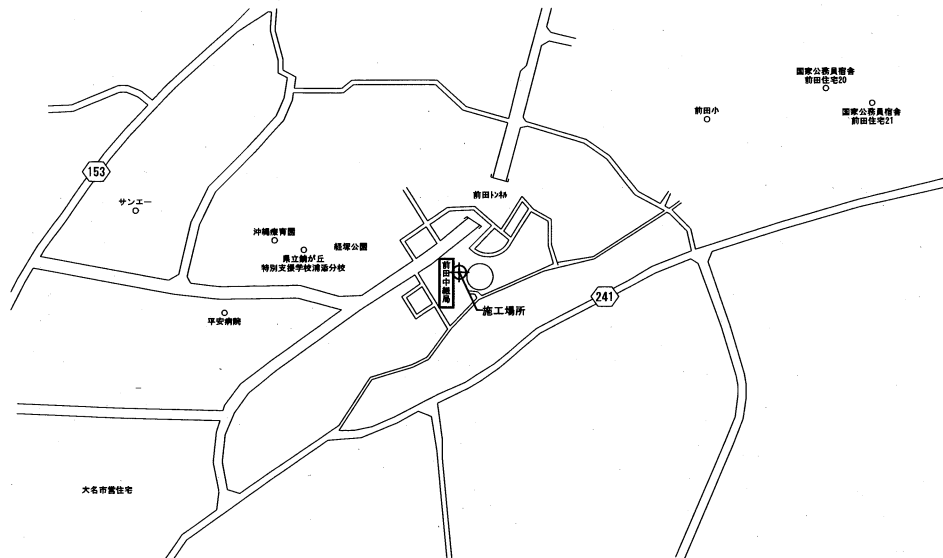 国家公務員宿舎
前田住宅20
国家公務員宿舎
前田住宅21
前田小
153
サンエー
前田トンネル
沖縄療育園
経塚公園
県立鏡が丘
特別支援学校浦添分校
前田中継局
241
施工場所
平安病院
大名市営住宅